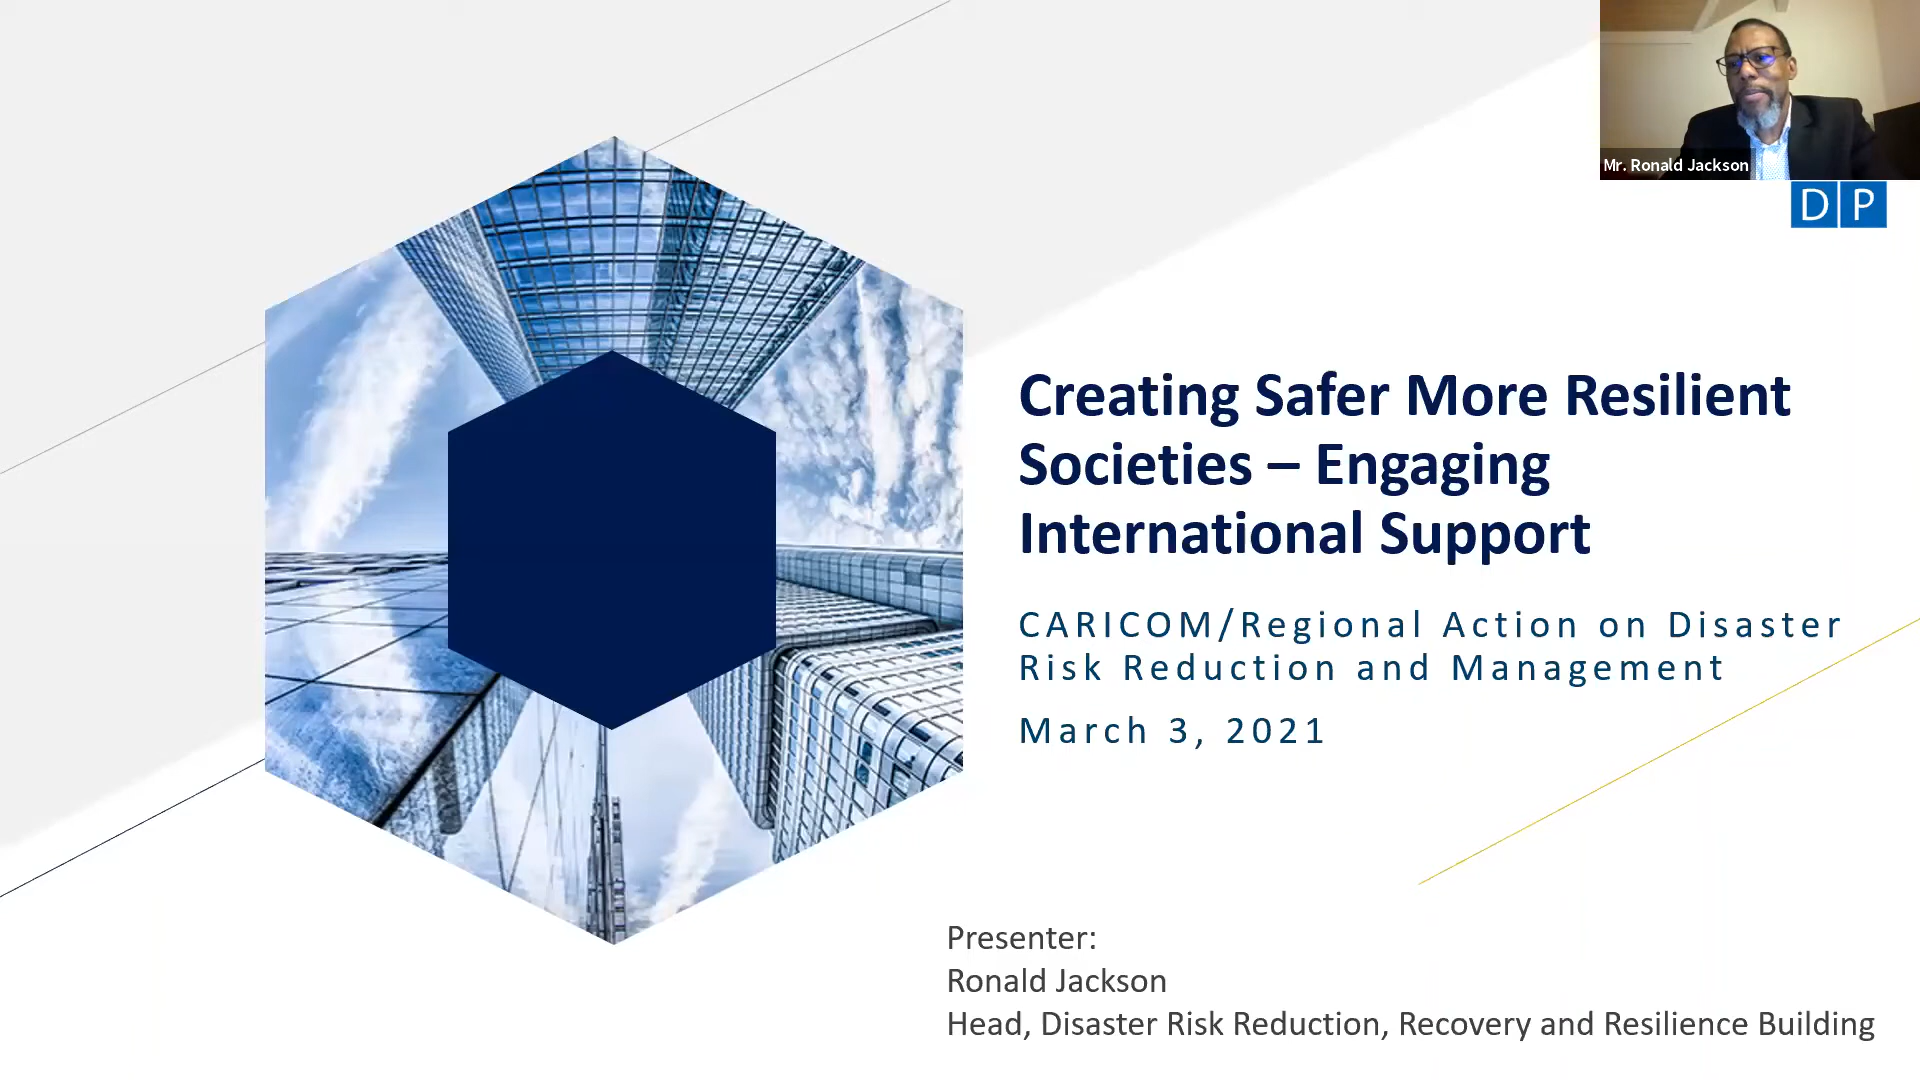 Mr. Ronald Jackson
D P
Creating Safer More Resilient
Societies – Engaging
International Support
CARICOM/Regional Action on Disaster
Risk Reduction and Management
March 3, 2021
Presenter:
Ronald Jackson
Head, Disaster Risk Reduction, Recovery and Resilience Building